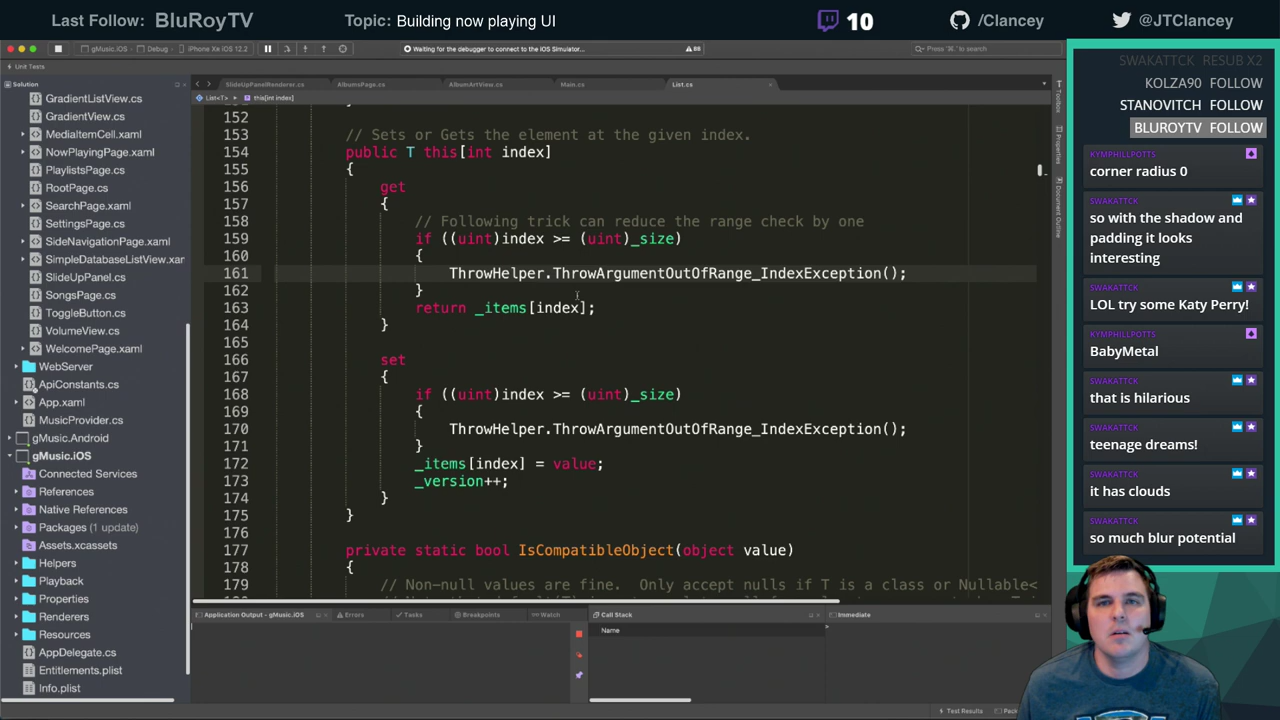 Last Follow: BluRoyTV
Topic: Building now playing UI
10
/Clancey
@JTClancey
gMusic.iOS
Debug
iPhone Xʀ iOS 12.2
Waiting for the debugger to connect to the iOS Simulator...
88
Press '⌘.' to search
Unit Tests
Solution
GradientListView.cs
GradientView.cs
MediaItemCell.cs
NowPlayingPage.xaml
PlaylistsPage.cs
RootPage.cs
SearchPage.xaml
SettingsPage.cs
SideNavigationPage.xaml
SimpleDatabaseListView.xam
SlideUpPanel.cs
SongsPage.cs
ToggleButton.cs
VolumeView.cs
WelcomePage.xaml
WebServer
ApiConstants.cs
App.xaml
MusicProvider.cs
gMusic.Android
gMusic.iOS
Connected Services
References
Native References
Packages (1 update)
Assets.xcassets
Helpers
Playback
Properties
Renderers
Resources
AppDelegate.cs
Entitlements.plist
Info.plist
SlideUpPanelRenderer.cs
AlbumsPage.cs
AlbumArtView.cs
Main.cs
List.cs
List<T>
this[int index]
152
153 // Sets or Gets the element at the given index.
154 public T this[int index]
155 {
156 get
157 {
158 // Following trick can reduce the range check by one
159 if ((uint)index >= (uint)_size)
160 {
161 ThrowHelper.ThrowArgumentOutOfRange_IndexException();
162 }
163 return _items[index];
164 }
165
166 set
167 {
168 if ((uint)index >= (uint)_size)
169 {
170 ThrowHelper.ThrowArgumentOutOfRange_IndexException();
171 }
172 _items[index] = value;
173 _version++;
174 }
175 }
176
177 private static bool IsCompatibleObject(object value)
178 {
179 // Non-null values are fine. Only accept nulls if T is a class or Nullable<
Toolbox
Properties
Document Outline
Application Output - gMusic.iOS
Errors
Tasks
Breakpoints
Watch
Call Stack
Name
Immediate
>
Test Results
Pack
SWAKATTCK RESUB X2
KOLZA90 FOLLOW
STANOVITCH FOLLOW
BLUROYTV FOLLOW
KYMPHILLPOTTS
corner radius 0
SWAKATTCK
so with the shadow and
padding it looks
interesting
SWAKATTCK
LOL try some Katy Perry!
KYMPHILLPOTTS
BabyMetal
SWAKATTCK
that is hilarious
SWAKATTCK
teenage dreams!
SWAKATTCK
it has clouds
SWAKATTCK
so much blur potential